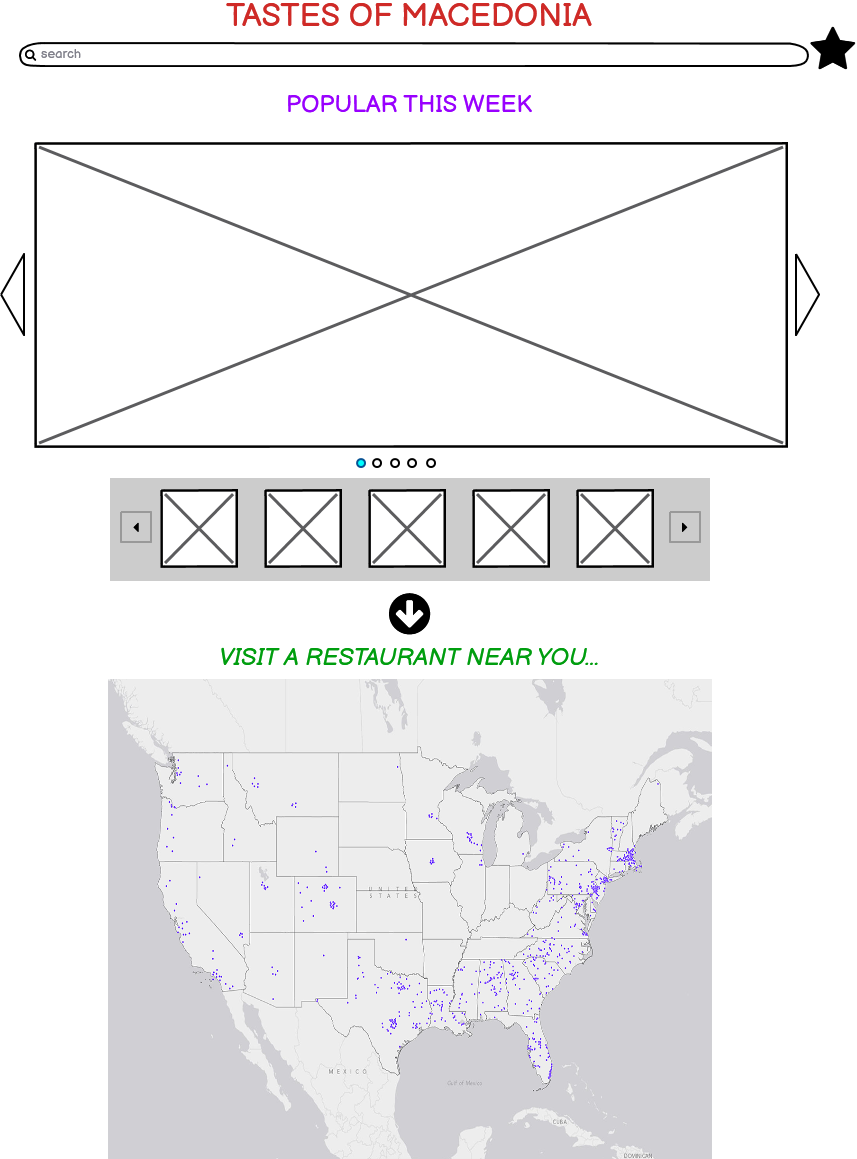 TASTES OF MACEDONIA
search
POPULAR THIS WEEK
VISIT A RESTAURANT NEAR YOU...
UNITED
STATES
MEXICO
Gulf of Mexico
CUBA
DOMINICAN